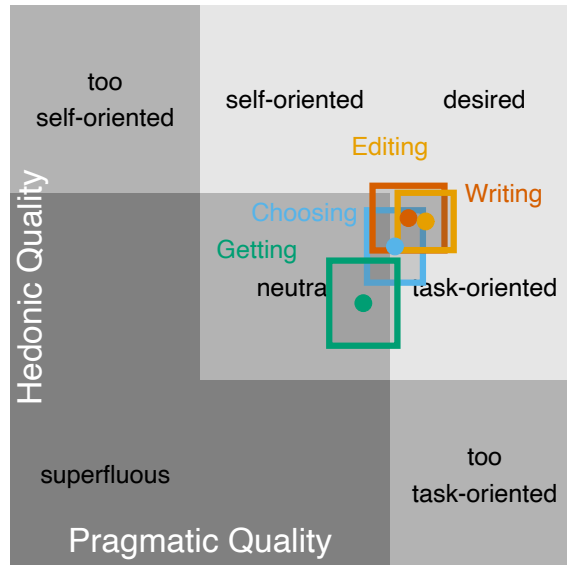 too
self-oriented
self-oriented
desired
Editing
Writing
Choosing
Getting
neutra
task-oriented
Hedonic Quality
superfluous
too
task-oriented
Pragmatic Quality